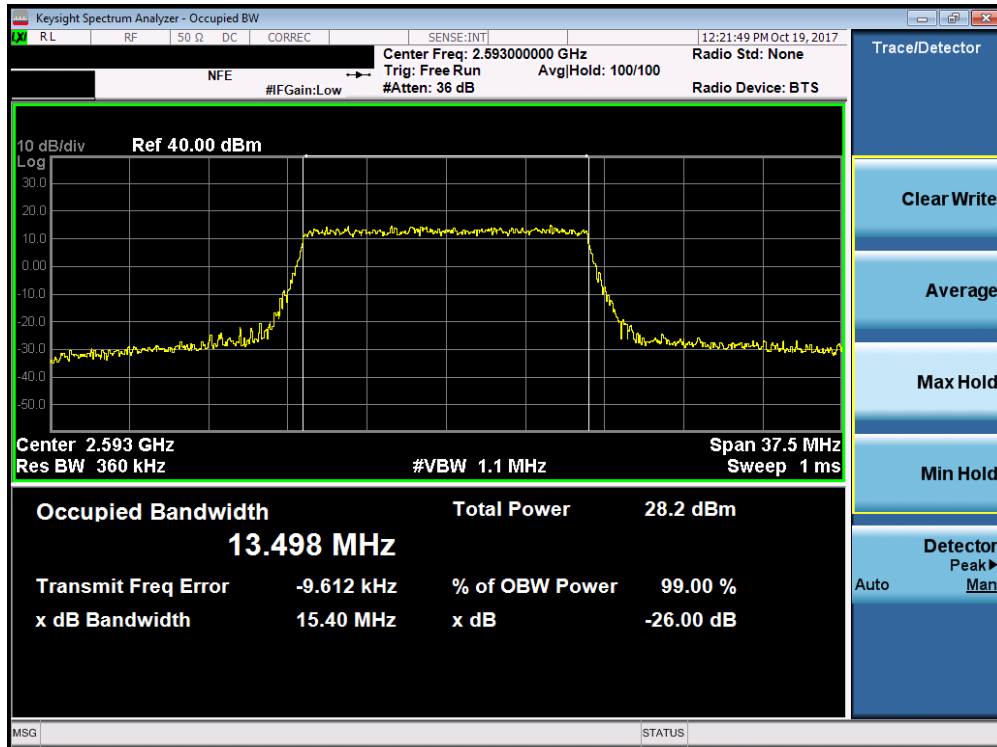 Keysight Spectrum Analyzer - Occupied BW
LXI RL RF 50 Ω DC CORREC SENSE:INT 12:21:49 PM Oct 19, 2017
Center Freq: 2.593000000 GHz Radio Std: None
NFE Trig: Free Run Avg|Hold: 100/100
#IFGain:Low #Atten: 36 dB Radio Device: BTS
10 dB/div Ref 40.00 dBm
Log
30.0
20.0
10.0
0.00
-10.0
-20.0
-30.0
-40.0
-50.0
Center 2.593 GHz Span 37.5 MHz
Res BW 360 kHz #VBW 1.1 MHz Sweep 1 ms
Occupied Bandwidth Total Power 28.2 dBm
13.498 MHz
Transmit Freq Error -9.612 kHz % of OBW Power 99.00 %
x dB Bandwidth 15.40 MHz x dB -26.00 dB
MSG STATUS
Trace/Detector
Clear Write
Average
Max Hold
Min Hold
Detector
Peak▶
Auto Man